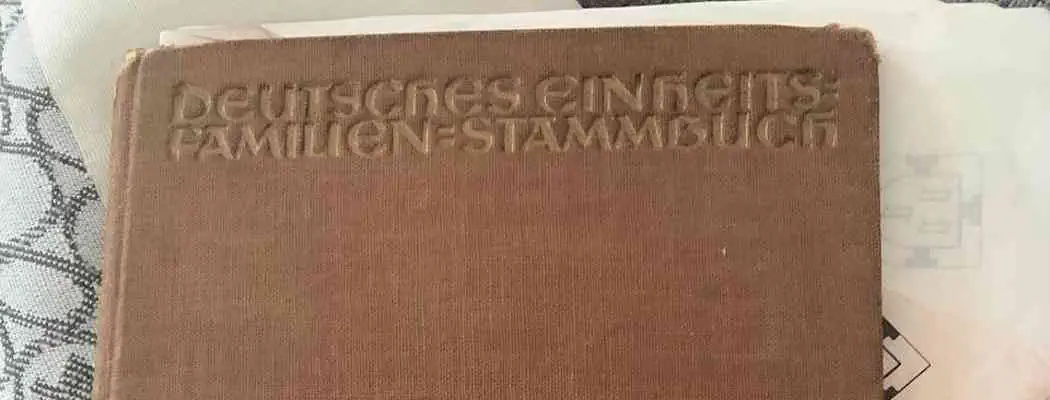 DEUTSCHES EINHEITS=
FAMILIEN=STAMMBUCH